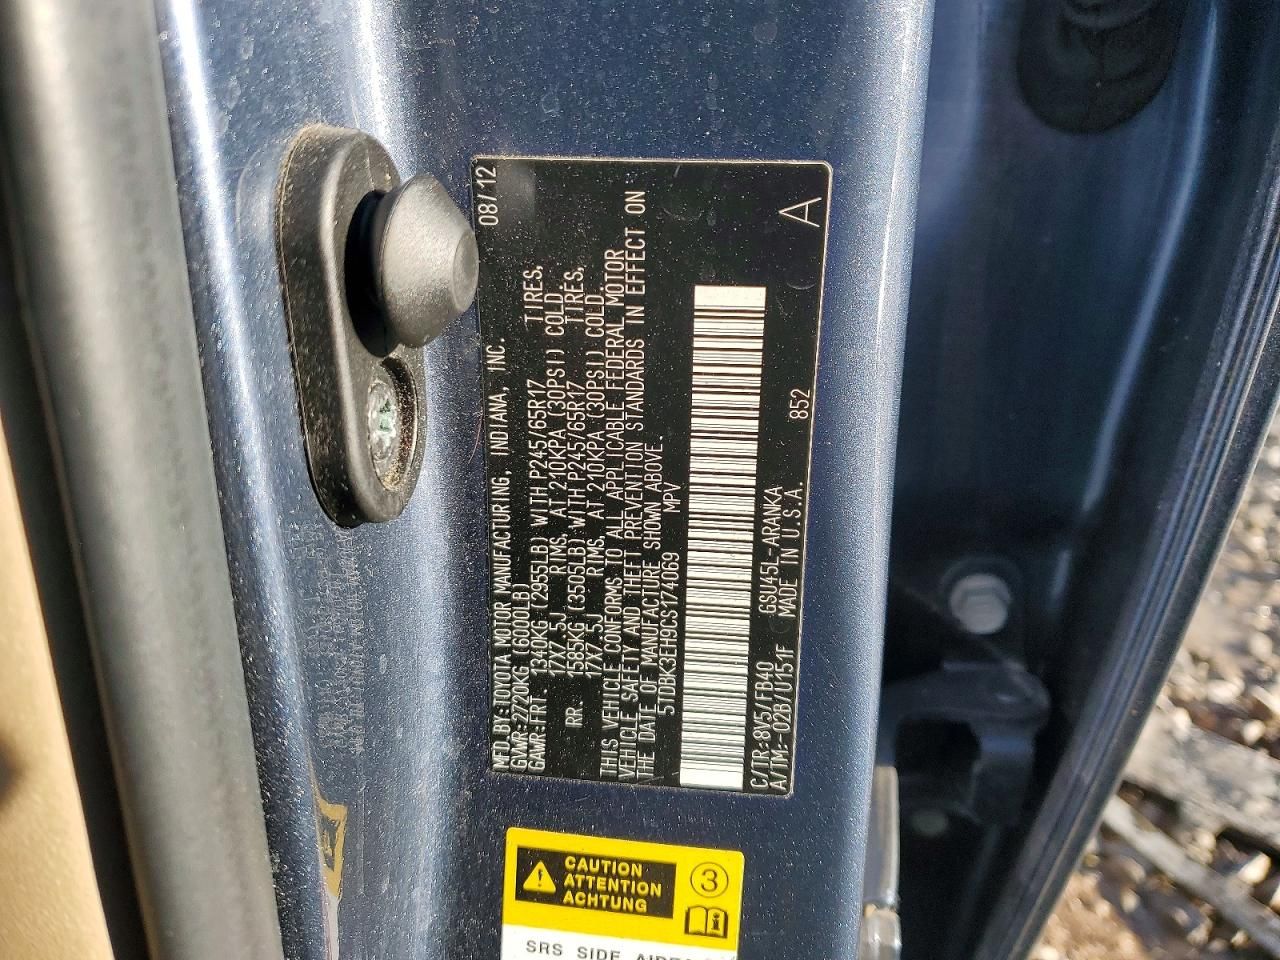 MFD.BY:TOYOTA MOTOR MANUFACTURING, INDIANA, INC. 08/12
GVWR:2720KG (6000LB)
GAWR:FRT 1340KG (2955LB) WITH P245/65R17 TIRES,
17X7.5J RIMS, AT 210KPA (30PSI) COLD
RR 1585KG (3505LB) WITH P245/65R17 TIRES,
17X7.5J RIMS, AT 210KPA (30PSI) COLD.
THIS VEHICLE CONFORMS TO ALL APPLICABLE FEDERAL MOTOR
VEHICLE SAFETY AND THEFT PREVENTION STANDARDS IN EFFECT ON
THE DATE OF MANUFACTURE SHOWN ABOVE.
5TDBK3EH9CS174069 MPV
C/TR:8V5/FB40 GSU45L-ARANKA 852 A
A/TM:-02B/U151F MADE IN U.S.A
CAUTION
ATTENTION
ACHTUNG
3
i
SRS SIDE